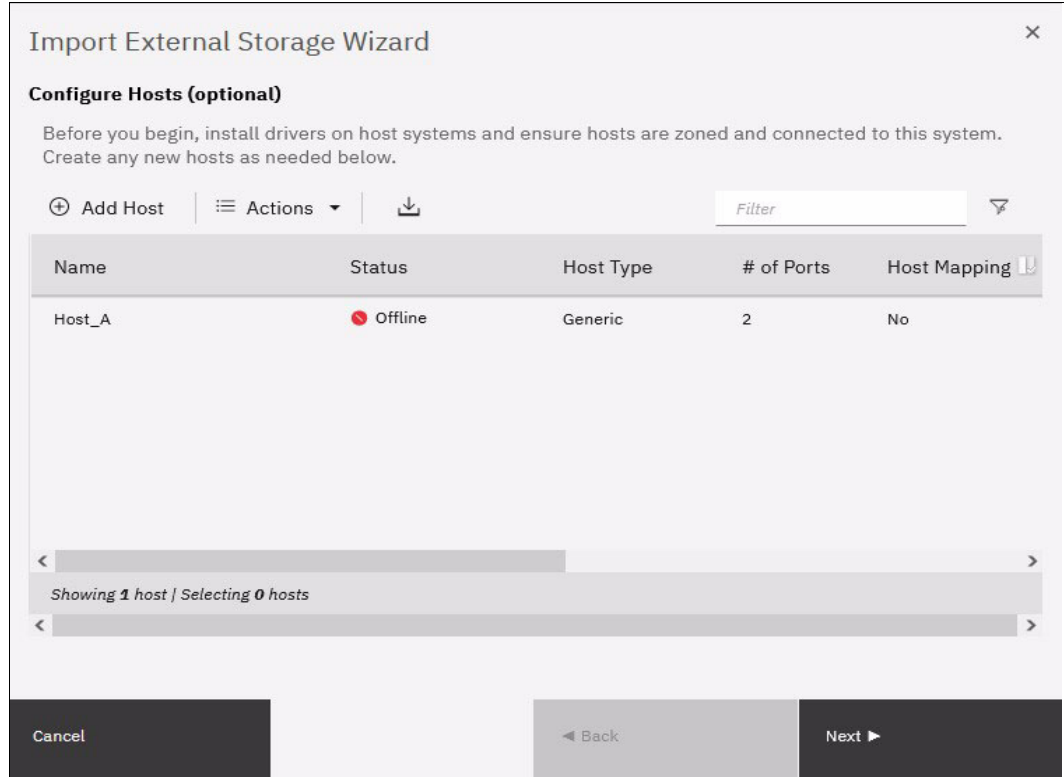 Import External Storage Wizard
Configure Hosts (optional)
Before you begin, install drivers on host systems and ensure hosts are zoned and connected to this system.
Create any new hosts as needed below.
Add Host Actions Filter
Name Status Host Type # of Ports Host Mapping
Host_A Offline Generic 2 No
Showing 1 host | Selecting 0 hosts
Cancel Back Next